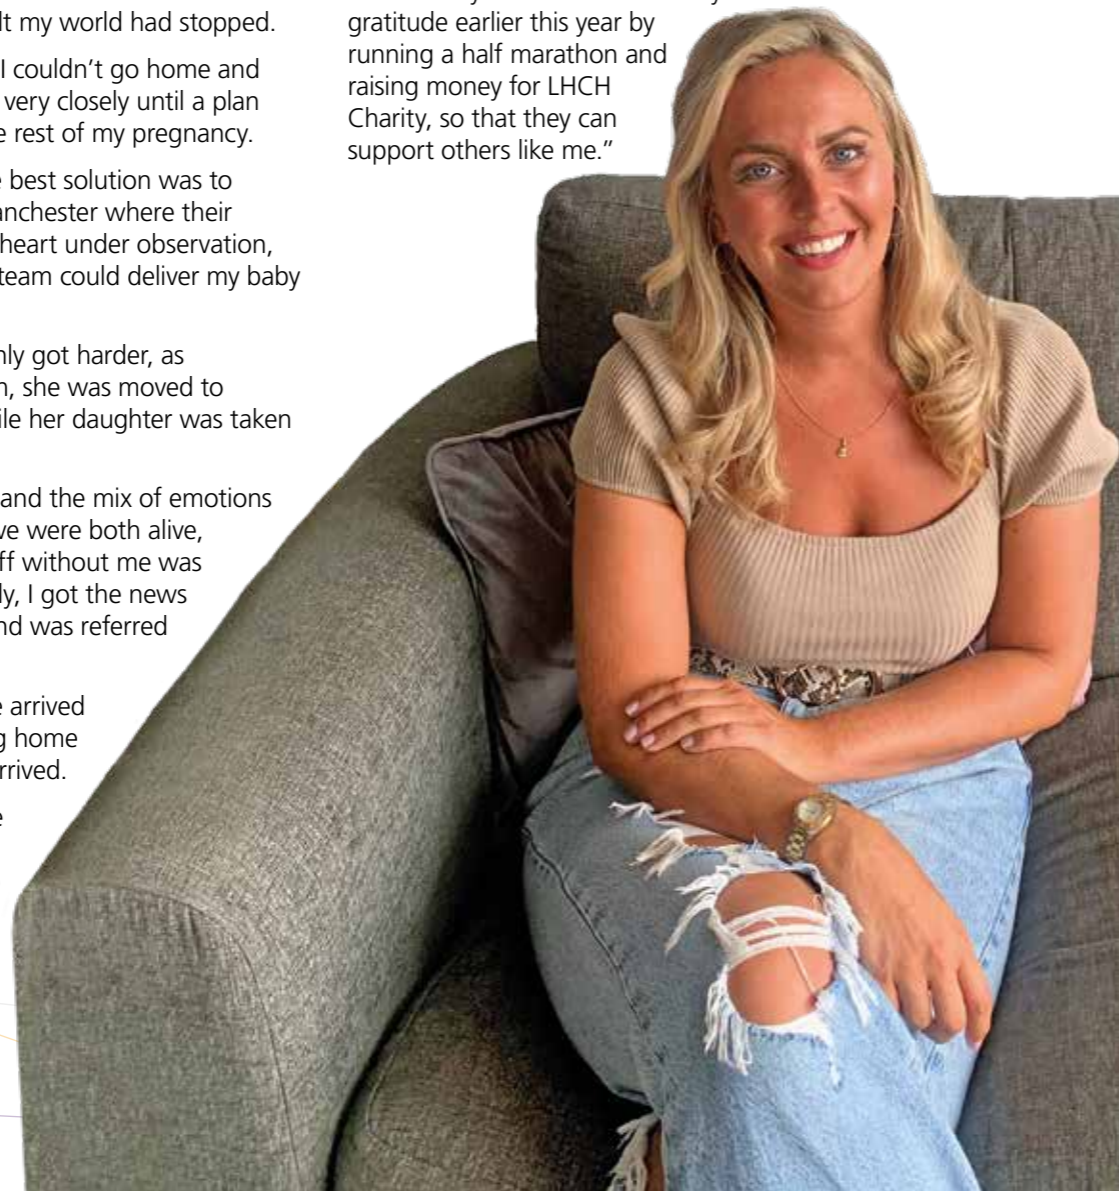 lt my world had stopped.
I couldn’t go home and
very closely until a plan
e rest of my pregnancy.
e best solution was to
anchester where their
heart under observation,
team could deliver my baby
nly got harder, as
n, she was moved to
ile her daughter was taken
and the mix of emotions
we were both alive,
ff without me was
ly, I got the news
nd was referred
e arrived
g home
rrived.
e
gratitude earlier this year by
running a half marathon and
raising money for LHCH
Charity, so that they can
support others like me.”